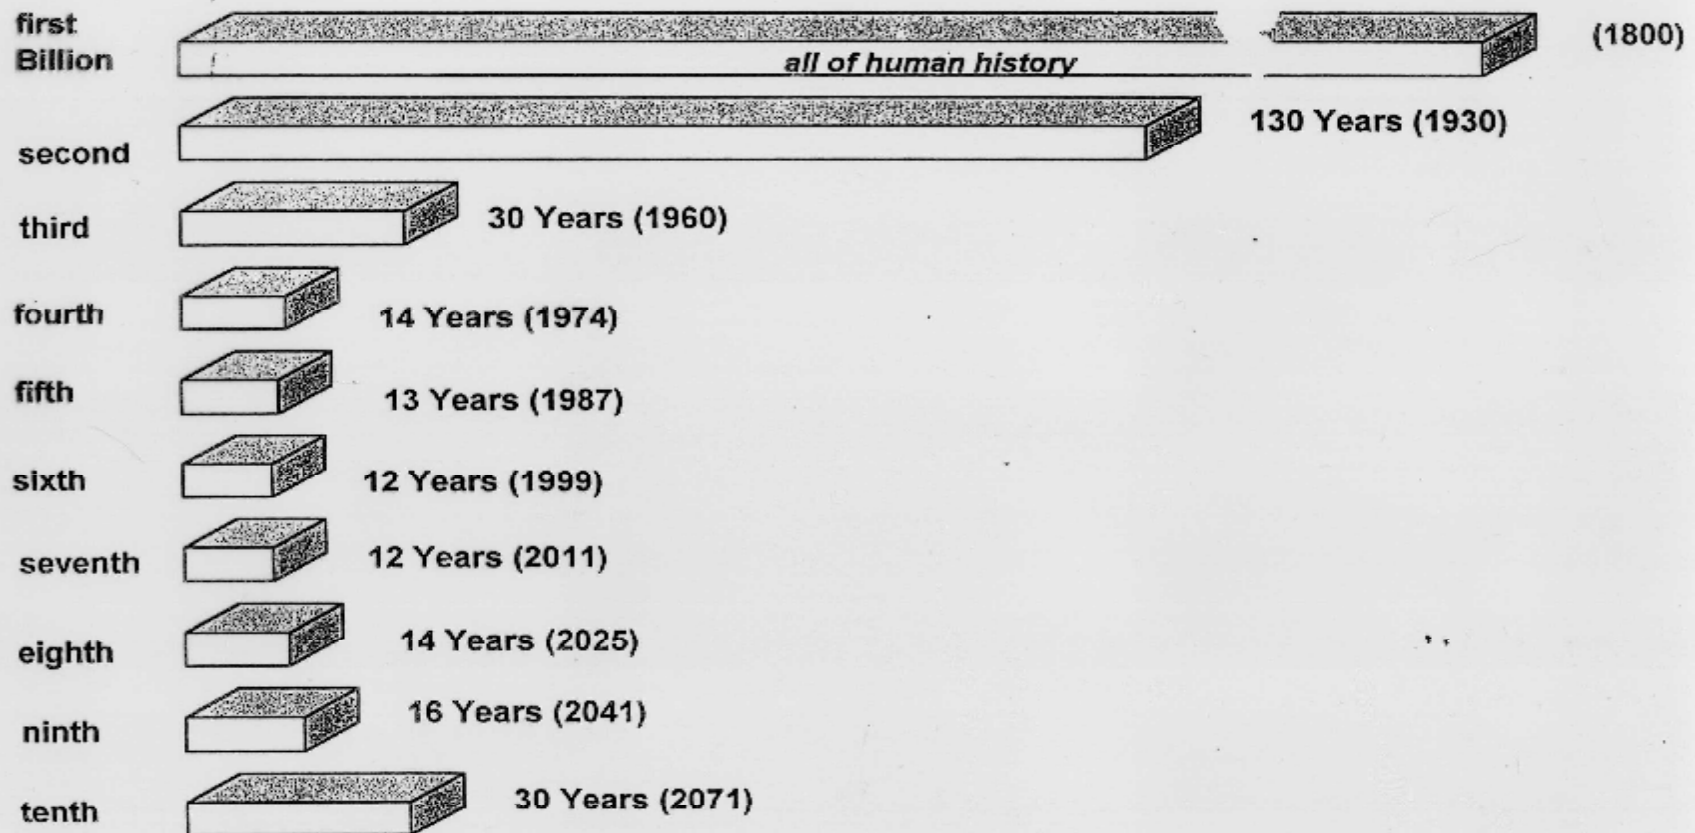 first
Billion
all of human history
(1800)
second
130 Years (1930)
third
30 Years (1960)
fourth
14 Years (1974)
fifth
13 Years (1987)
sixth
12 Years (1999)
seventh
12 Years (2011)
eighth
14 Years (2025)
ninth
16 Years (2041)
tenth
30 Years (2071)